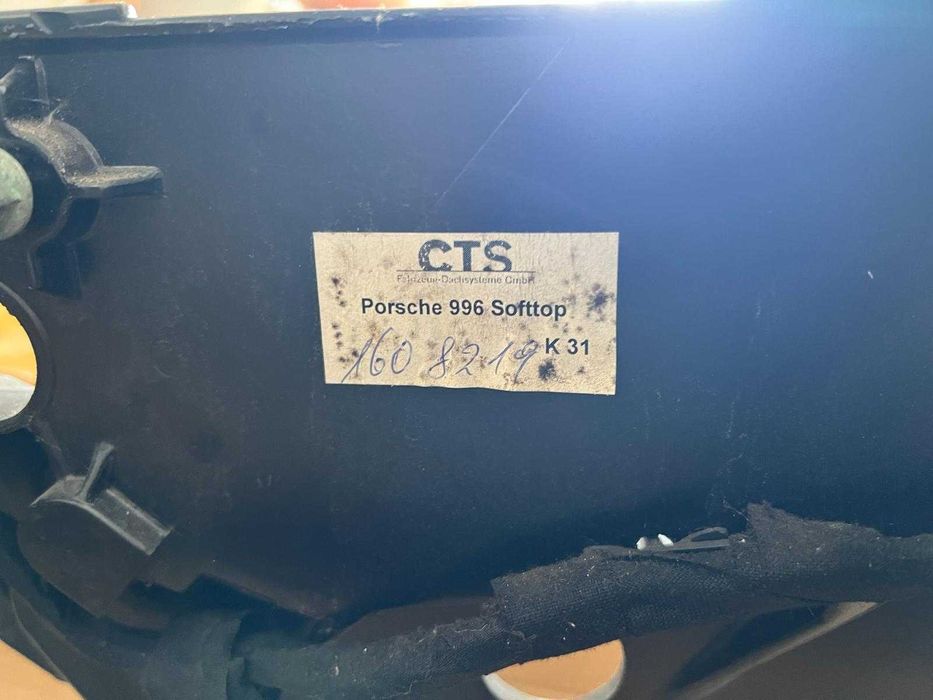 CTS
Fahrzeug-Dachsysteme GmbH
Porsche 996 Softtop
160 8219 K 31